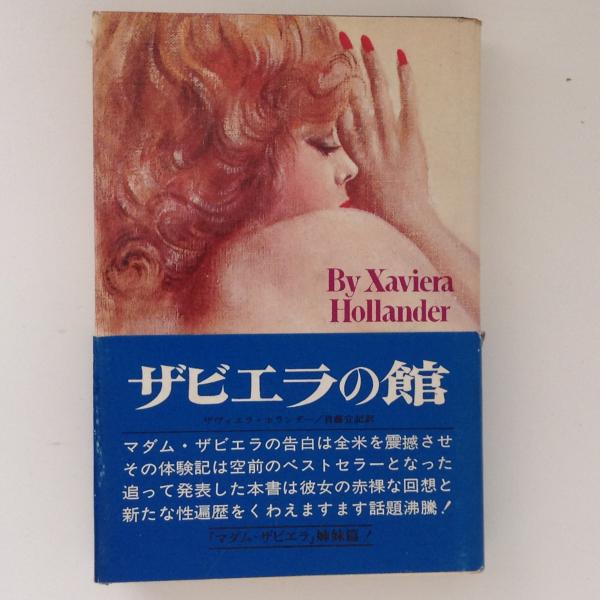 By Xaviera
Hollander
ザビエラの館
ザヴィエラ・ホランダー/斉藤宜記訳
マダム・ザビエラの告白は全米を震撼させ
その体験記は空前のベストセラーとなった
追って発表した本書は彼女の赤裸な回想と
新たな性遍歴をくわえますます話題沸騰!
『マダム・ザビエラ』姉妹篇!